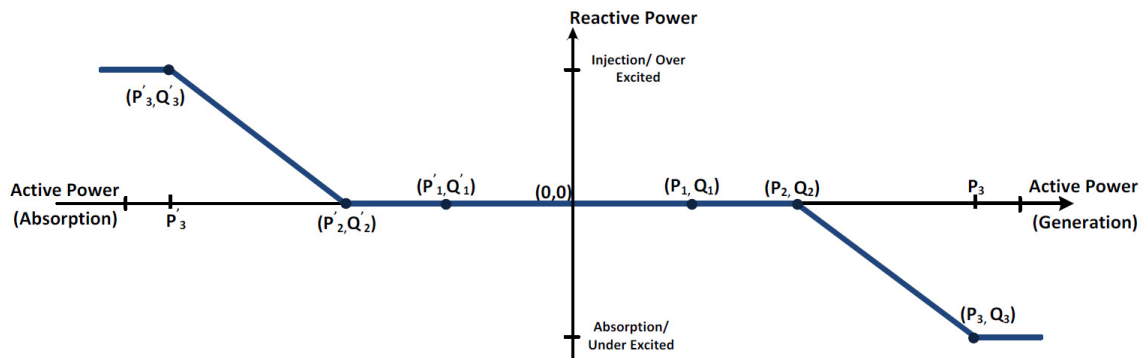 Reactive Power
Injection/ Over
Excited
(P'3,Q'3)
Active Power
(Absorption)
P'3
(P'2,Q'2)
(P'1,Q'1)
(0,0)
(P1, Q1)
(P2, Q2)
P3
Active Power
(Generation)
(P3, Q3)
Absorption/
Under Excited